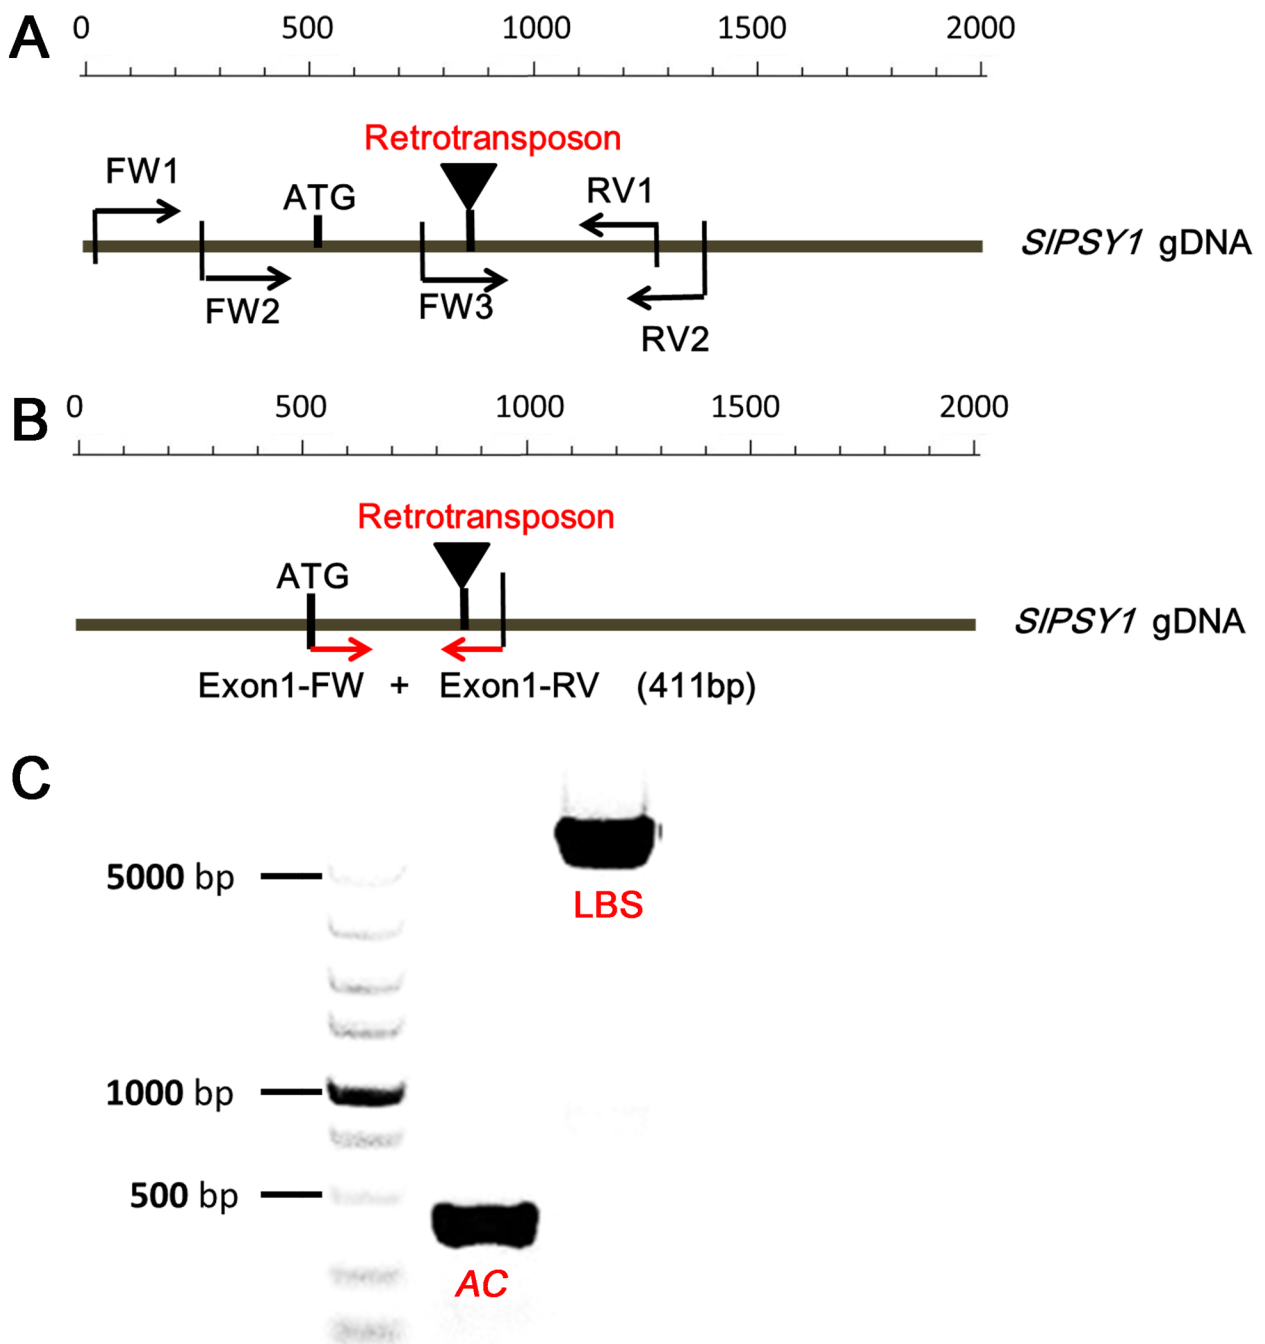 A
0 500 1000 1500 2000
Retrotransposon
FW1
ATG
RV1
SlPSY1 gDNA
FW2
FW3
RV2
B
0 500 1000 1500 2000
Retrotransposon
ATG
SlPSY1 gDNA
Exon1-FW + Exon1-RV (411bp)
C
5000 bp
LBS
1000 bp
500 bp
AC